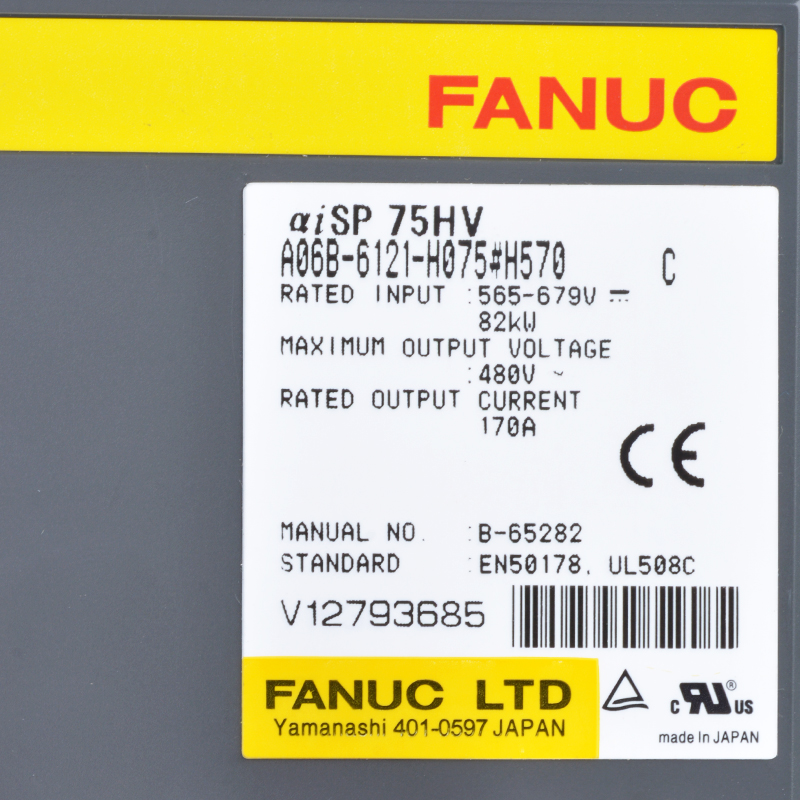 FANUC
αiSP 75HV
A06B-6121-H075#H570 C
RATED INPUT :565-679V ⎓
82kW
MAXIMUM OUTPUT VOLTAGE
:480V ~
RATED OUTPUT CURRENT
170A
CE
MANUAL NO. :B-65282
STANDARD :EN50178, UL508C
V12793685
FANUC LTD
Yamanashi 401-0597 JAPAN
c RU® US
made in JAPAN